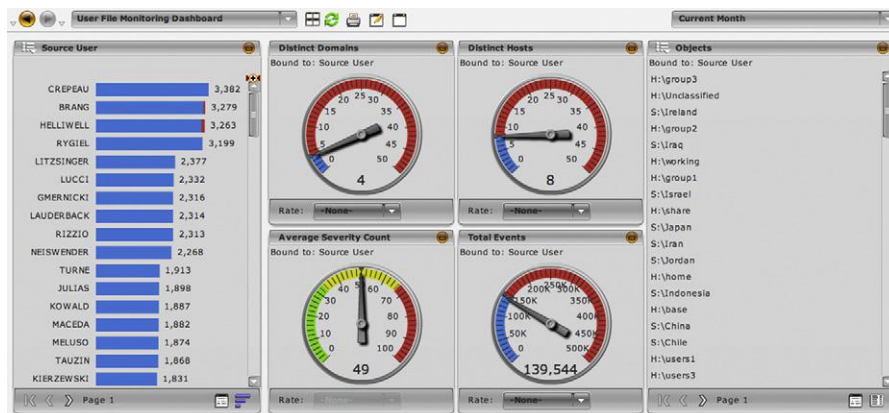 User File Monitoring Dashboard
Current Month
Source User
CREPEAU 3,382
BRANG 3,279
HELLIWELL 3,263
RYGIEL 3,199
LITZSINGER 2,377
LUCCI 2,332
GMERNICKI 2,316
LAUDERBACK 2,314
RIZZIO 2,313
NEISWENDER 2,268
TURNE 1,913
JULIAS 1,898
KOWALD 1,887
MACEDA 1,882
MELUSO 1,874
TAUZIN 1,868
KIERZEWSKI 1,831
Page 1
Distinct Domains
Bound to: Source User
0 5 10 15 20 25 30 35 40 45 50
4
Rate: -None-
Distinct Hosts
Bound to: Source User
0 5 10 15 20 25 30 35 40 45 50
8
Rate: -None-
Average Severity Count
Bound to: Source User
0 10 20 30 40 50 60 70 80 90 100
49
Rate: -None-
Total Events
Bound to: Source User
0 50K 100K 150K 200K 250K 300K 350K 400K 450K 500K
139,544
Rate: -None-
Objects
Bound to: Source User
H:\group3
H:\Unclassified
S:\Ireland
H:\group2
S:\Iraq
H:\working
H:\group1
S:\Israel
H:\share
S:\Japan
S:\Iran
S:\Jordan
H:\home
S:\Indonesia
H:\base
S:\China
S:\Chile
H:\users1
H:\users3
Page 1